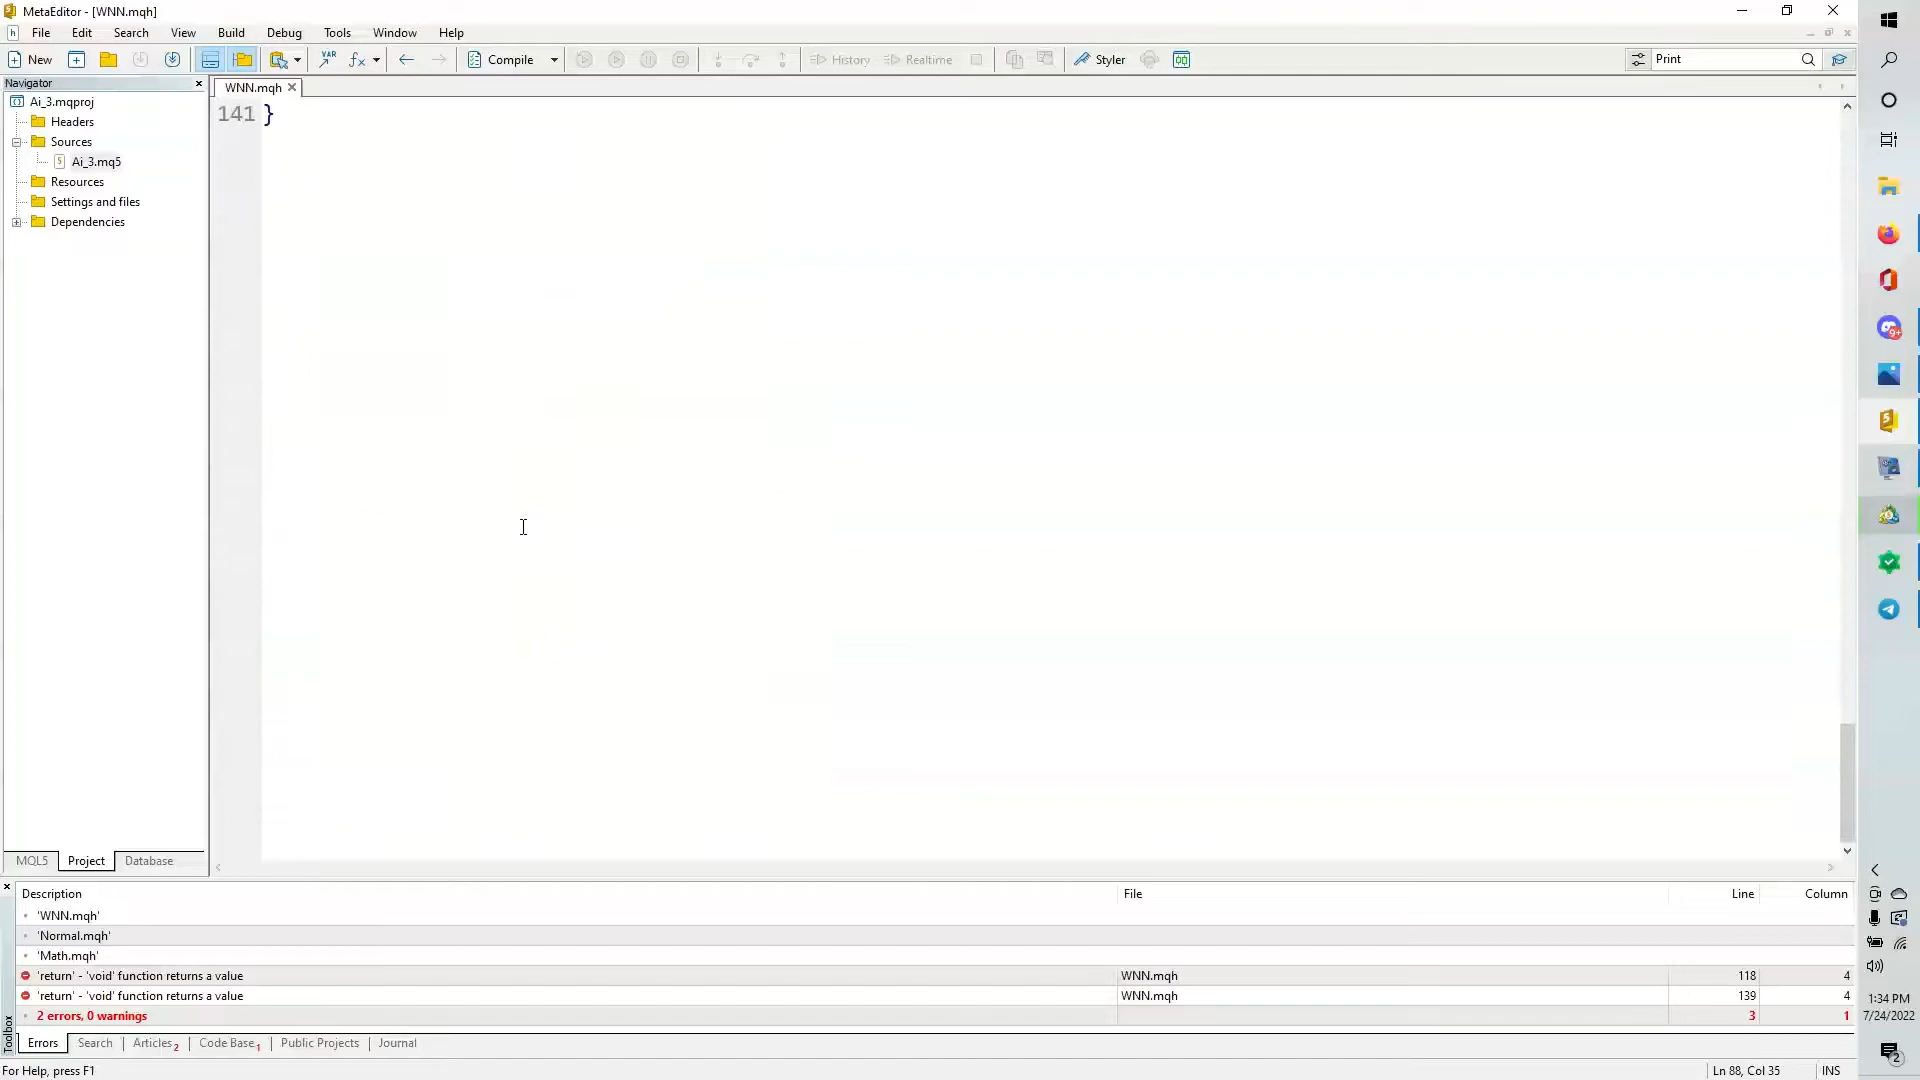 MetaEditor - [WNN.mqh]
File Edit Search View Build Debug Tools Window Help
New VAR fx Compile History Realtime Styler Print
Navigator
WNN.mqh
Ai_3.mqproj
Headers
Sources
Ai_3.mq5
Resources
Settings and files
Dependencies
141 }
MQL5 Project Database
Description File Line Column
'WNN.mqh'
'Normal.mqh'
'Math.mqh'
'return' - 'void' function returns a value WNN.mqh 118 4
'return' - 'void' function returns a value WNN.mqh 139 4
2 errors, 0 warnings 3 1
Toolbox
Errors Search Articles 2 Code Base 1 Public Projects Journal
For Help, press F1 Ln 88, Col 35 INS
9+
1:34 PM
7/24/2022
2